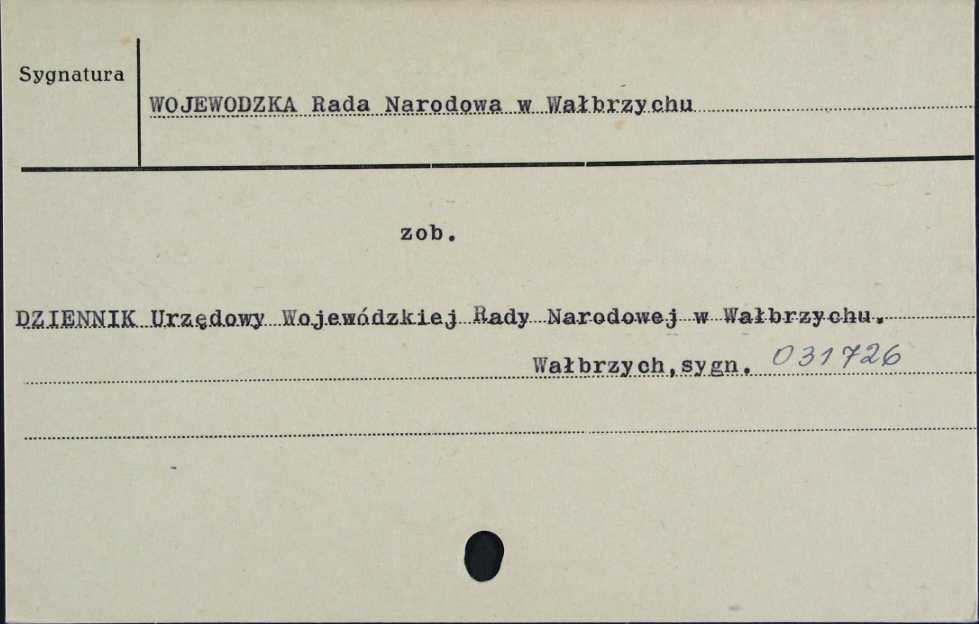 Sygnatura
WOJEWODZKA Rada Narodowa w Wałbrzychu
zob.
DZIENNIK Urzędowy Wojewódzkiej Rady Narodowej w Wałbrzychu.
Wałbrzych,sygn. 031726